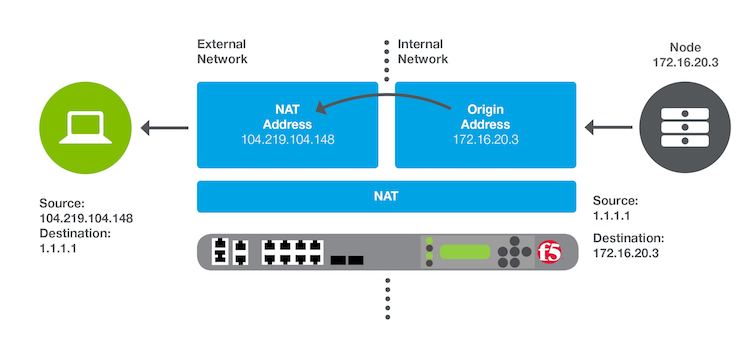 External
Network
Internal
Network
Node
172.16.20.3
NAT
Address
104.219.104.148
Origin
Address
172.16.20.3
NAT
Source:
104.219.104.148
Destination:
1.1.1.1
Source:
1.1.1.1
Destination:
172.16.20.3
f5